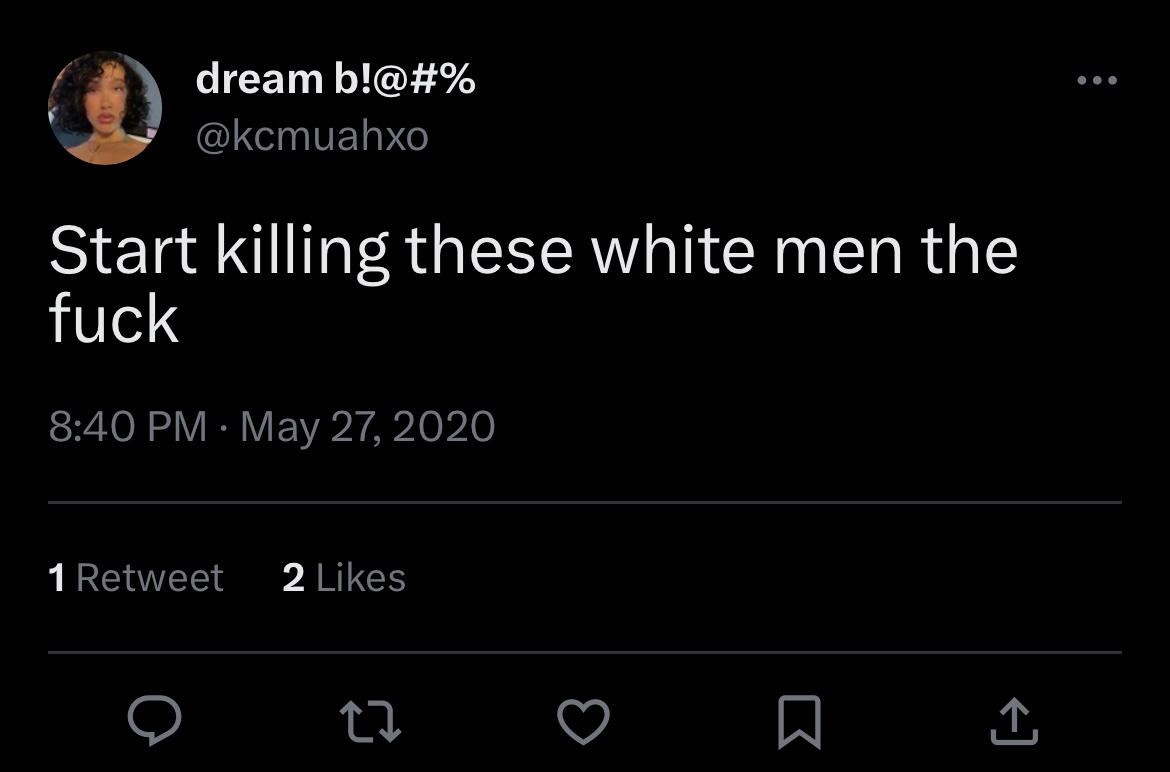 dream b!@#%
@kcmuahxo
Start killing these white men the
fuck
8:40 PM · May 27, 2020
1 Retweet 2 Likes